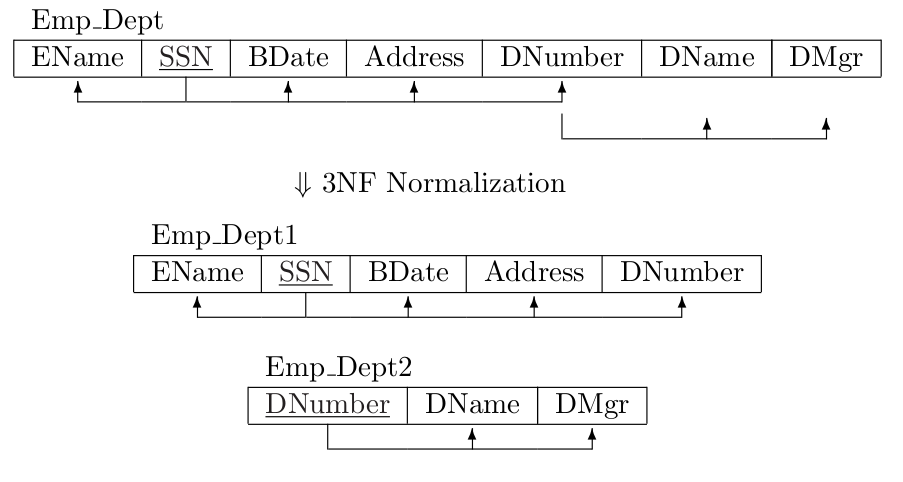 Emp_Dept
EName SSN BDate Address DNumber DName DMgr
⇓ 3NF Normalization
Emp_Dept1
EName SSN BDate Address DNumber
Emp_Dept2
DNumber DName DMgr